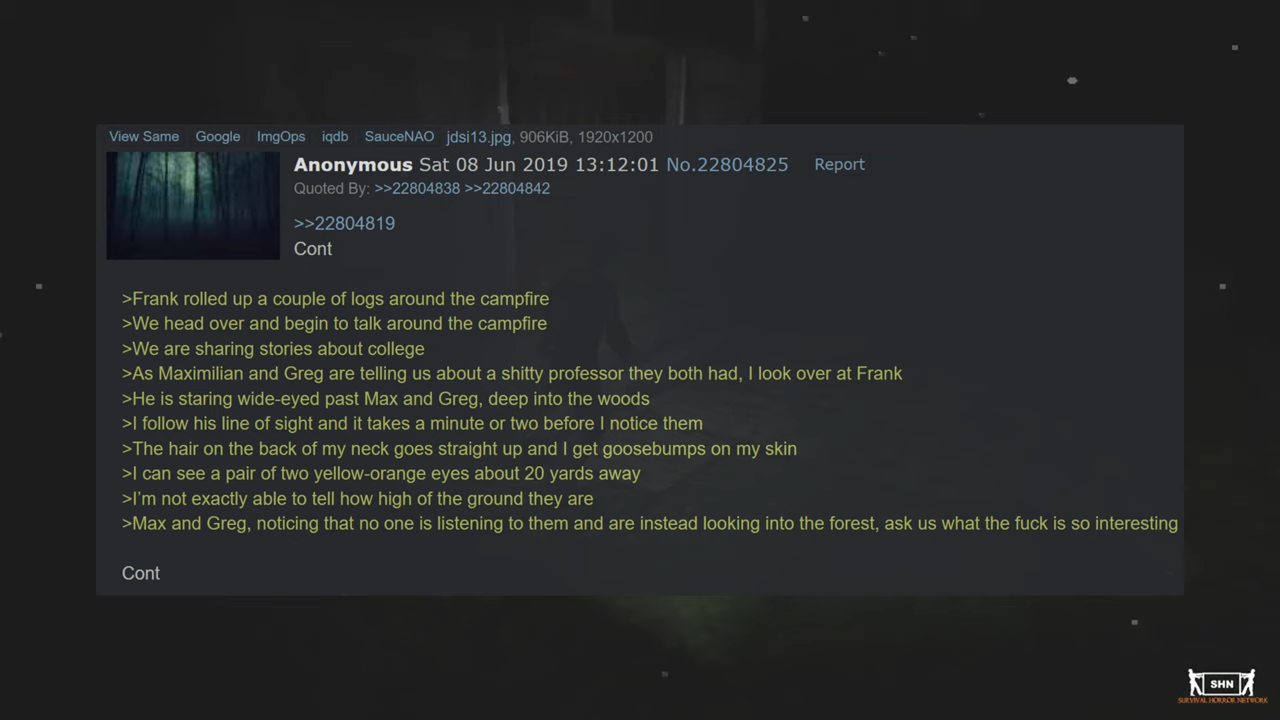 View Same Google ImgOps iqdb SauceNAO jdsi13.jpg, 906KiB, 1920x1200
Anonymous Sat 08 Jun 2019 13:12:01 No.22804825 Report
Quoted By: >>22804838 >>22804842
>>22804819
Cont
>Frank rolled up a couple of logs around the campfire
>We head over and begin to talk around the campfire
>We are sharing stories about college
>As Maximilian and Greg are telling us about a shitty professor they both had, I look over at Frank
>He is staring wide-eyed past Max and Greg, deep into the woods
>I follow his line of sight and it takes a minute or two before I notice them
>The hair on the back of my neck goes straight up and I get goosebumps on my skin
>I can see a pair of two yellow-orange eyes about 20 yards away
>I'm not exactly able to tell how high of the ground they are
>Max and Greg, noticing that no one is listening to them and are instead looking into the forest, ask us what the fuck is so interesting
Cont
SHN
SURVIVAL HORROR NETWORK